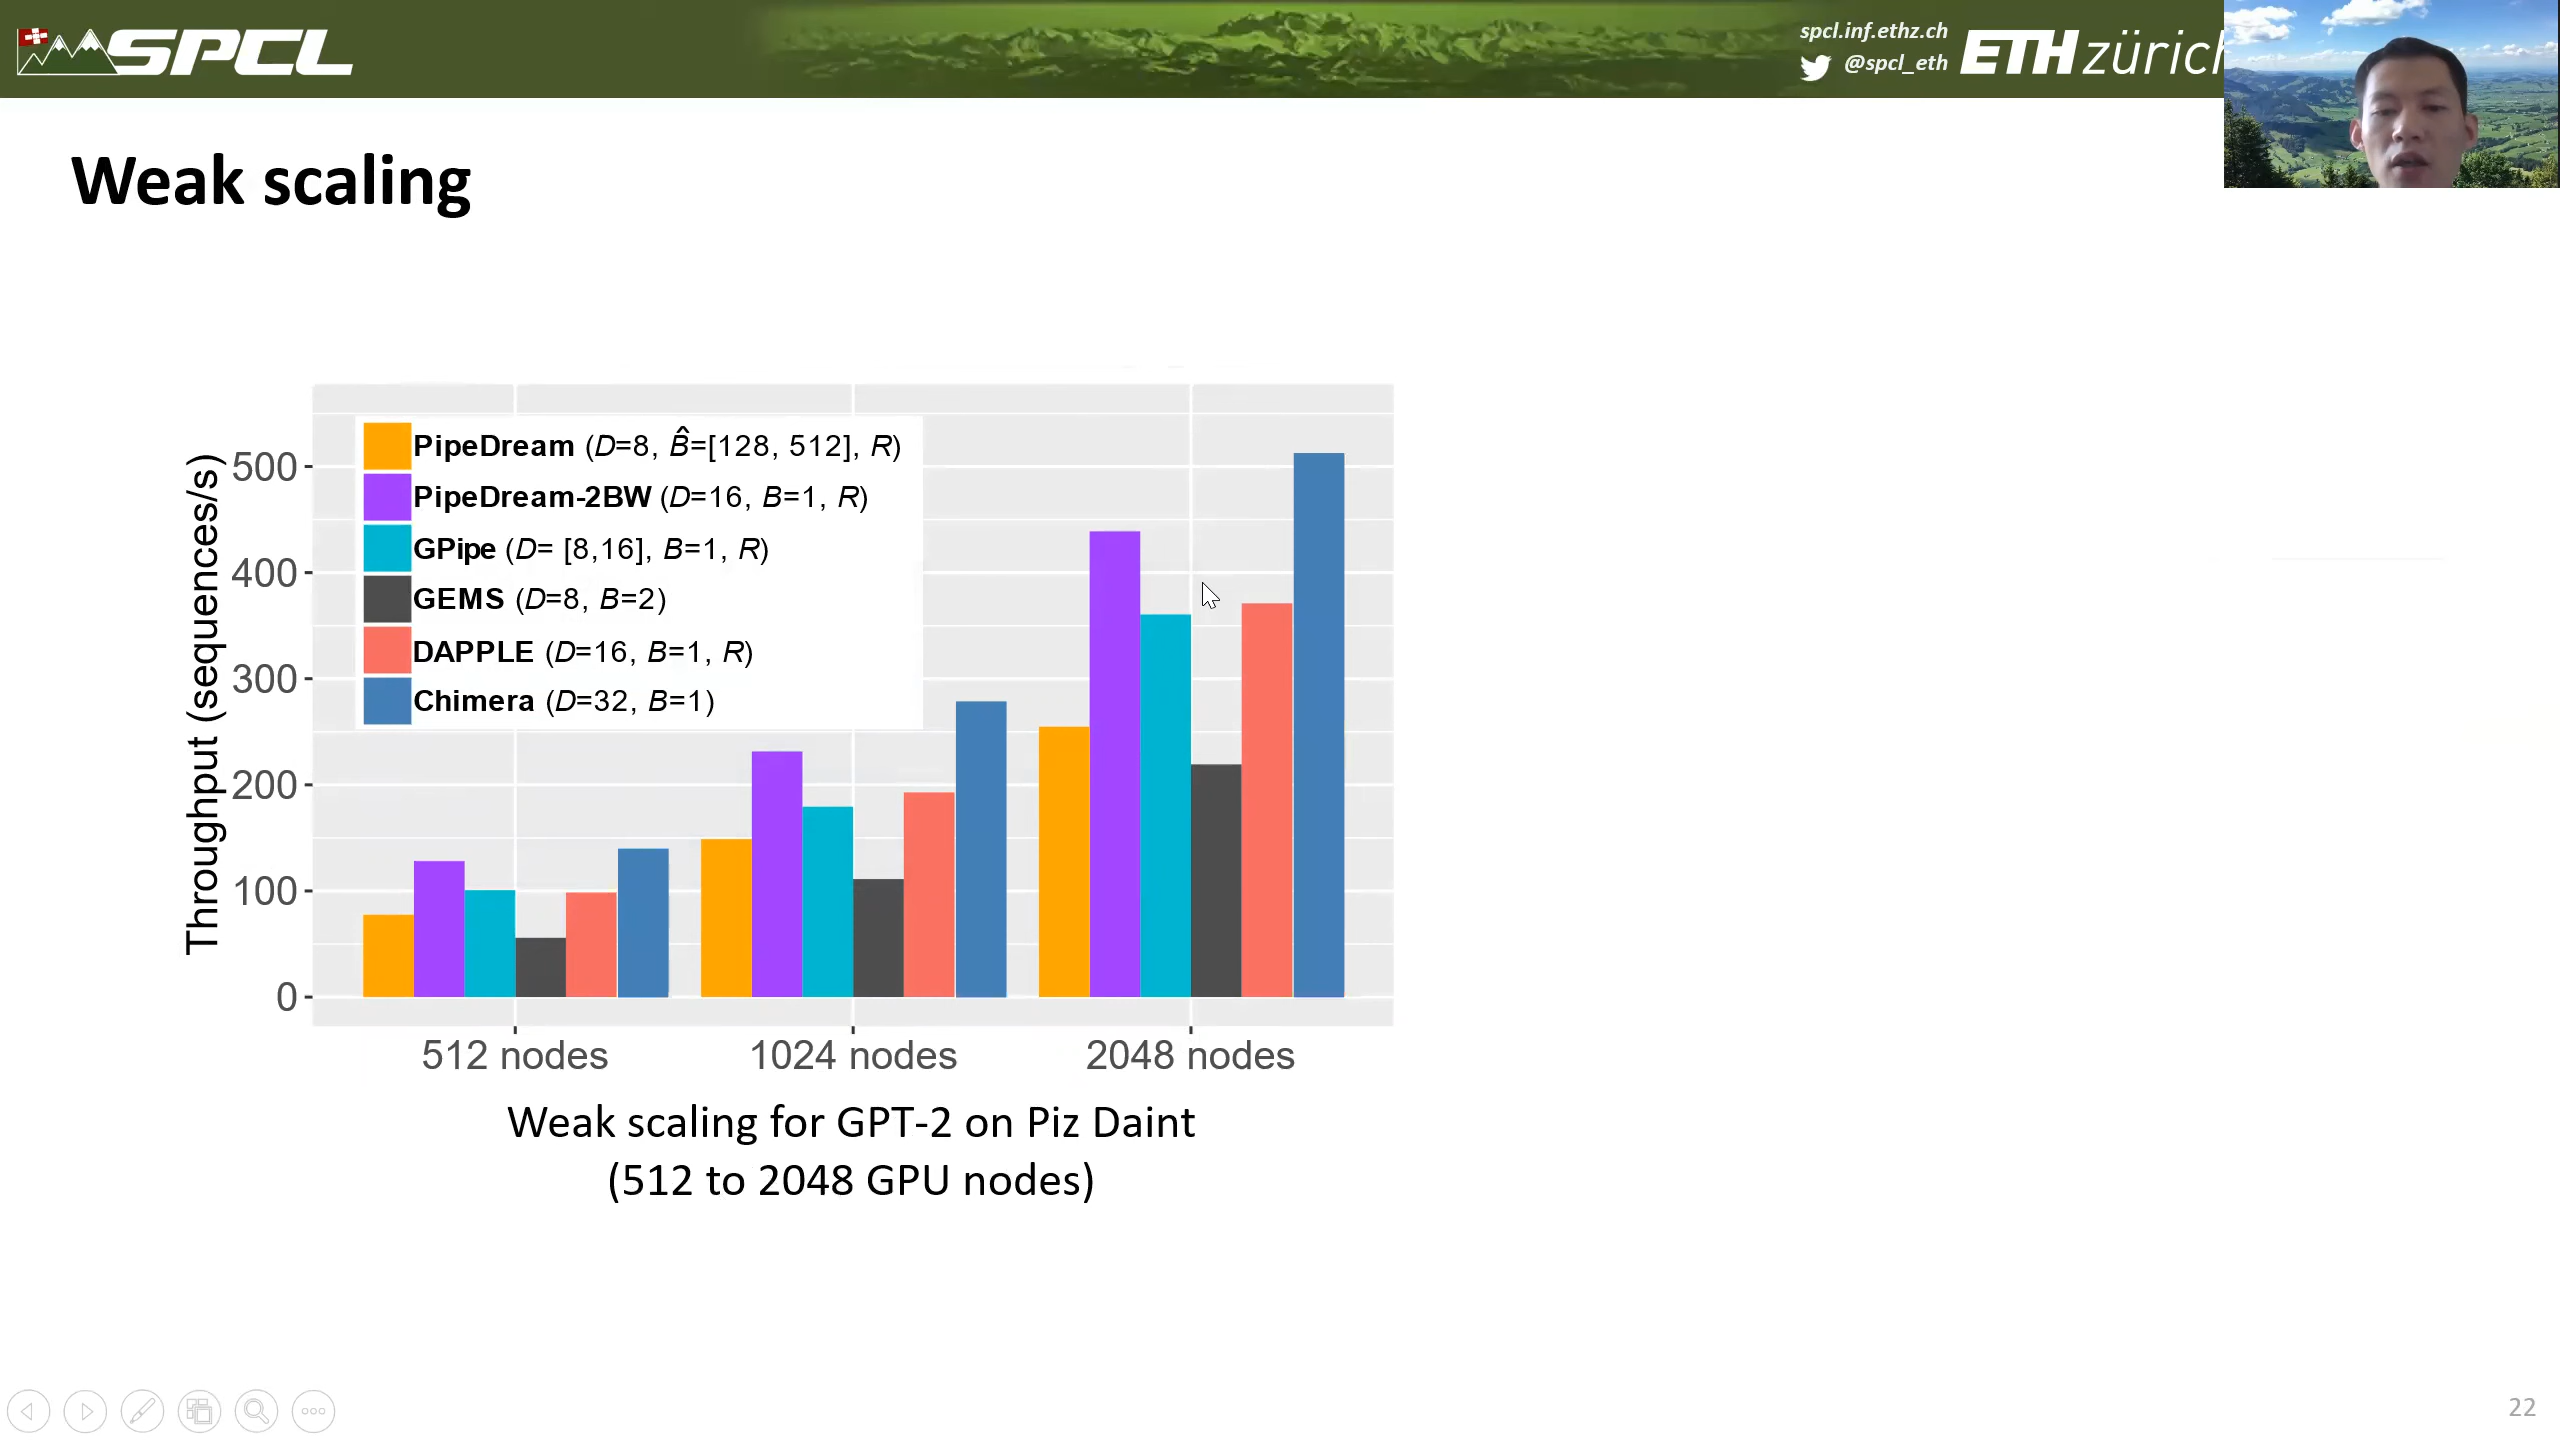 SPCL
spcl.inf.ethz.ch
@spcl_eth
ETH züric
Weak scaling
Throughput (sequences/s)
500
400
300
200
100
0
PipeDream (D=8, B̂=[128, 512], R)
PipeDream-2BW (D=16, B=1, R)
GPipe (D= [8,16], B=1, R)
GEMS (D=8, B=2)
DAPPLE (D=16, B=1, R)
Chimera (D=32, B=1)
512 nodes
1024 nodes
2048 nodes
Weak scaling for GPT-2 on Piz Daint
(512 to 2048 GPU nodes)
22